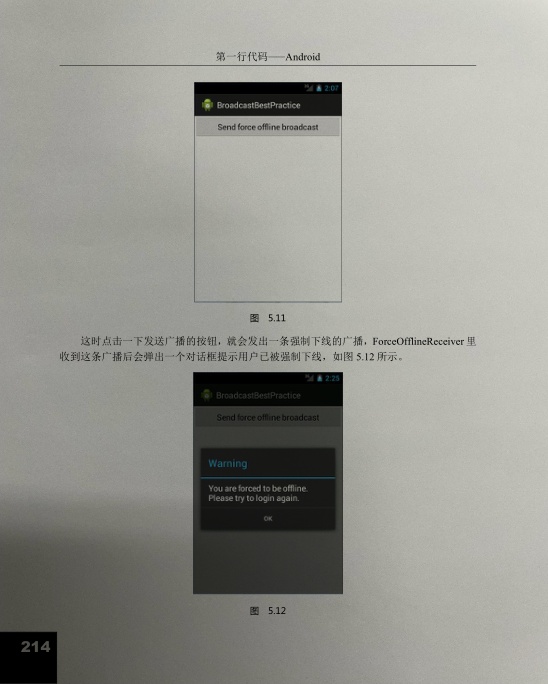 第一行代码——Android
2:07
BroadcastBestPractice
Send force offline broadcast
图 5.11
这时点击一下发送广播的按钮，就会发出一条强制下线的广播，ForceOfflineReceiver 里
收到这条广播后会弹出一个对话框提示用户已被强制下线，如图 5.12 所示。
2:25
BroadcastBestPractice
Send force offline broadcast
Warning
You are forced to be offline.
Please try to login again.
OK
图 5.12
214